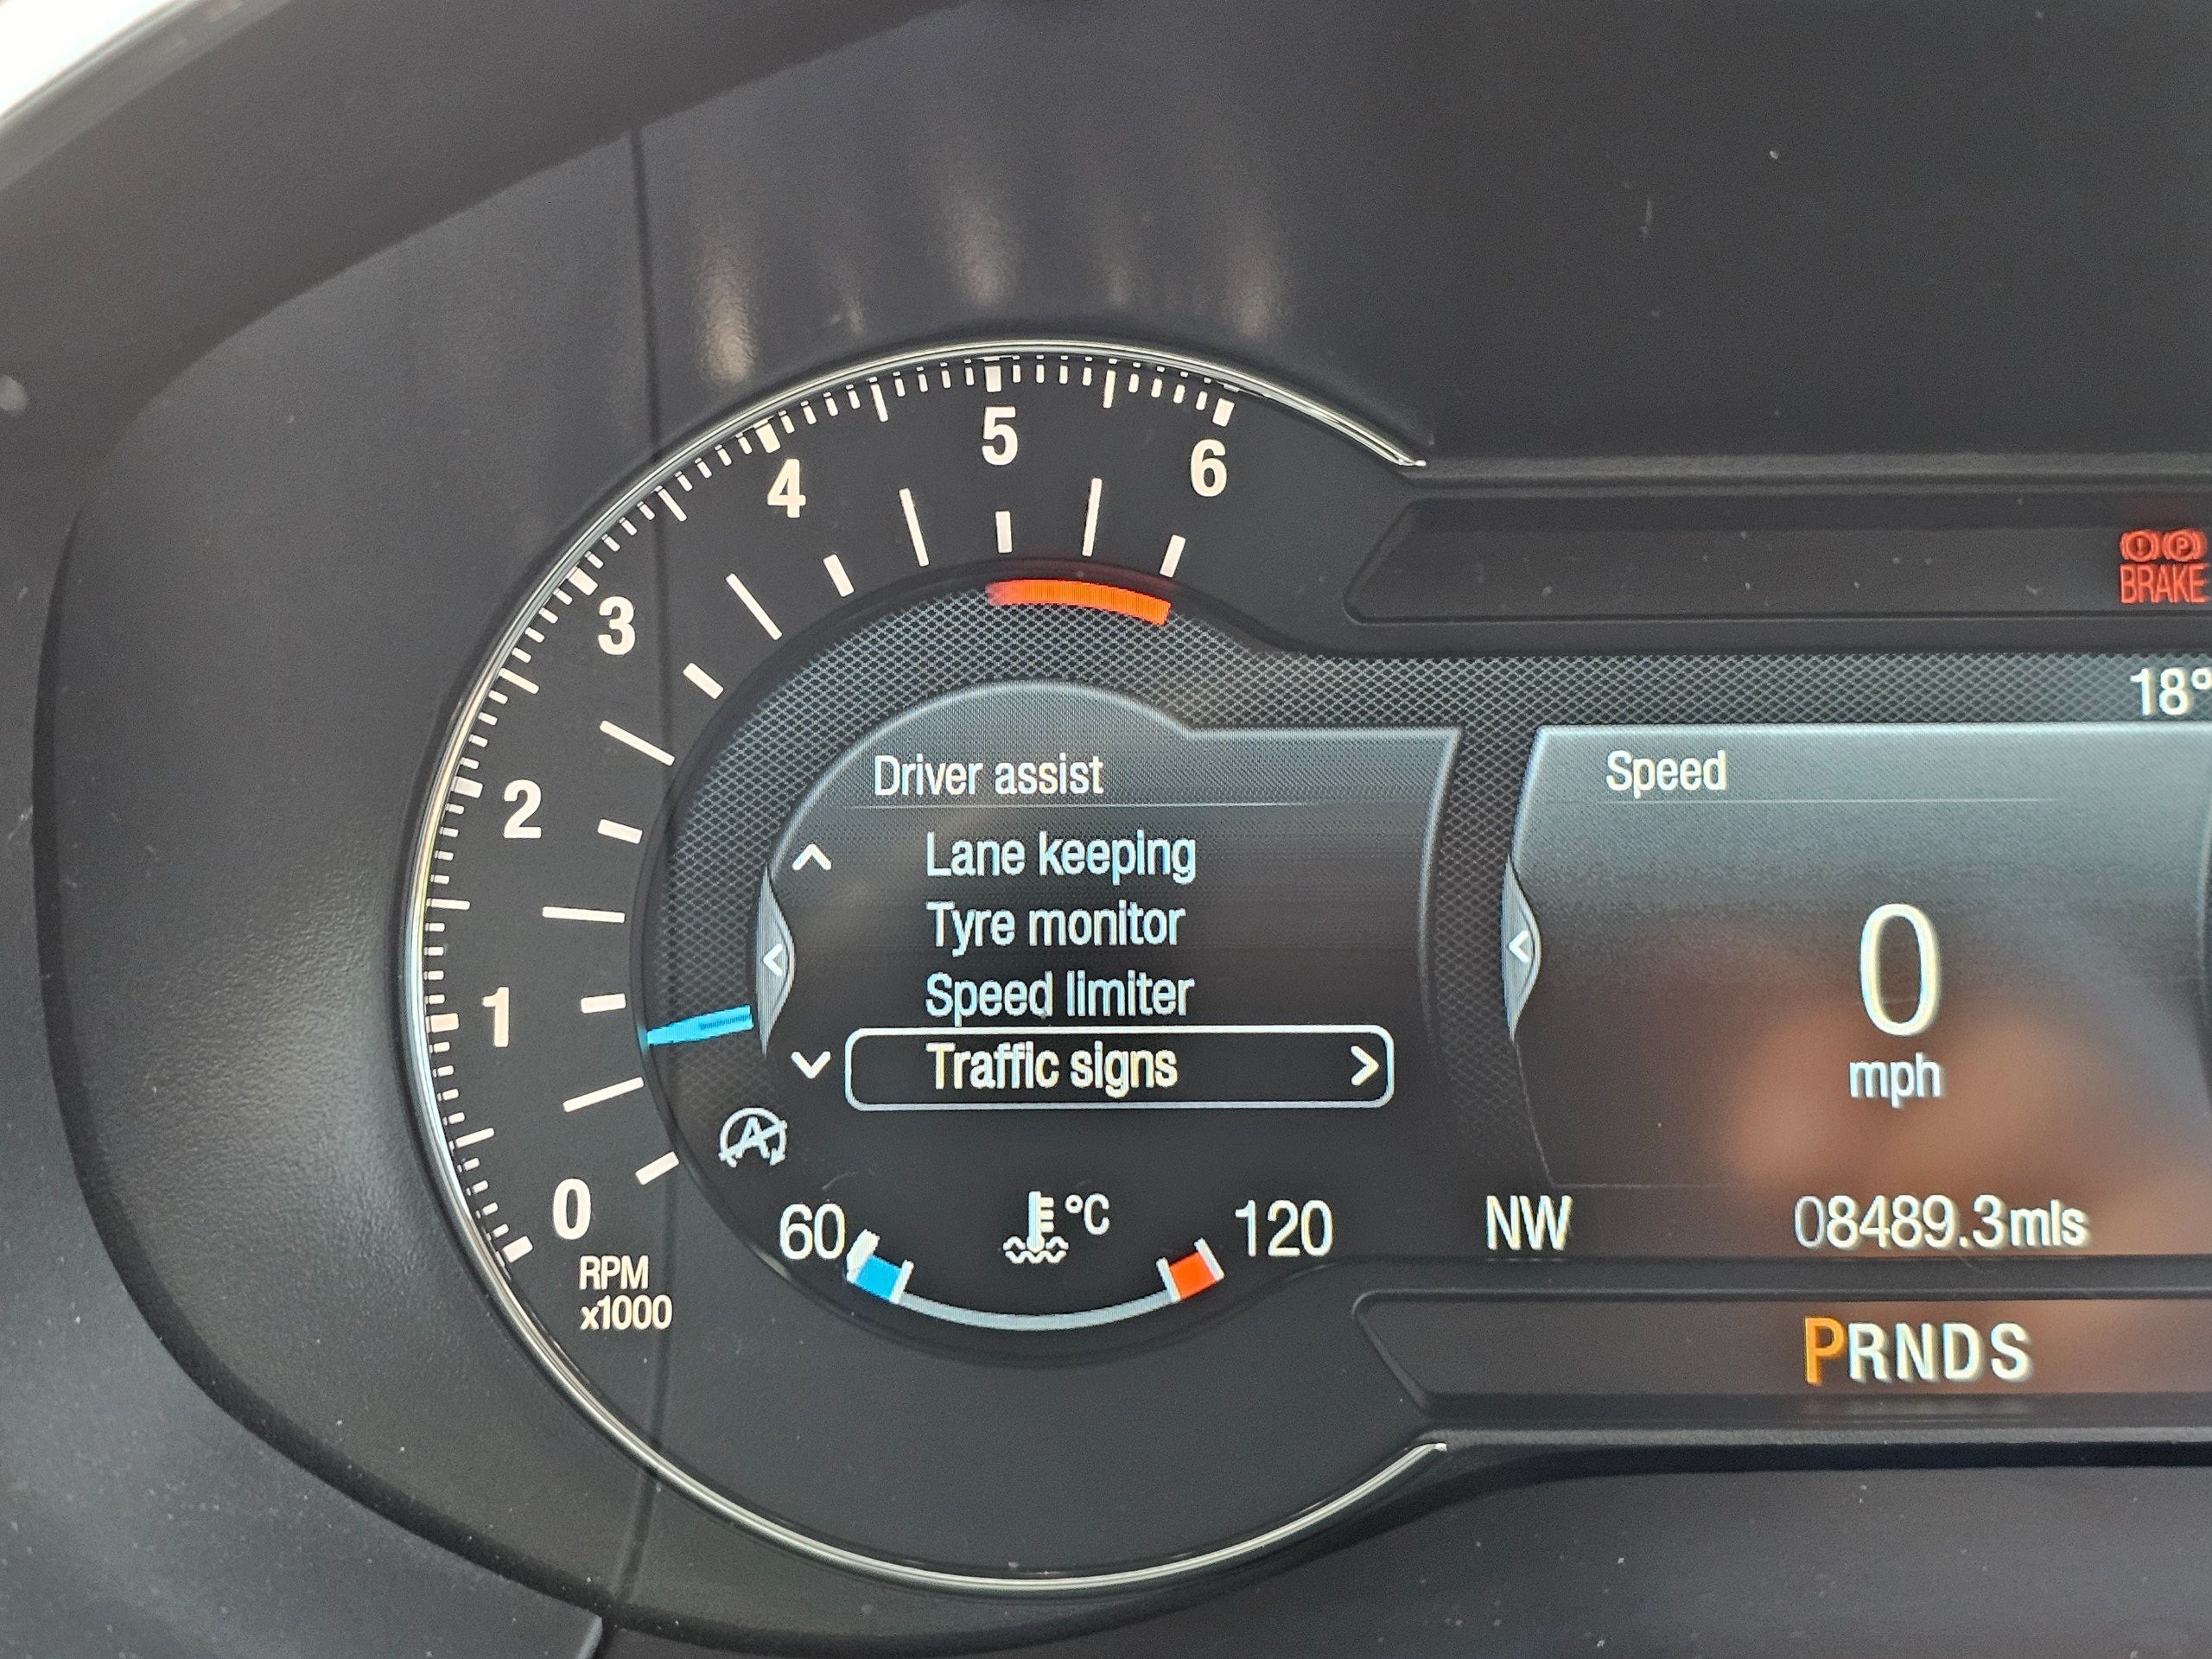 5
6
4
3
2
1
0
RPM
x1000
BRAKE
18°
Driver assist
Lane keeping
Tyre monitor
Speed limiter
Traffic signs
A
60
°C
120
Speed
0
mph
NW
08489.3mls
PRNDS